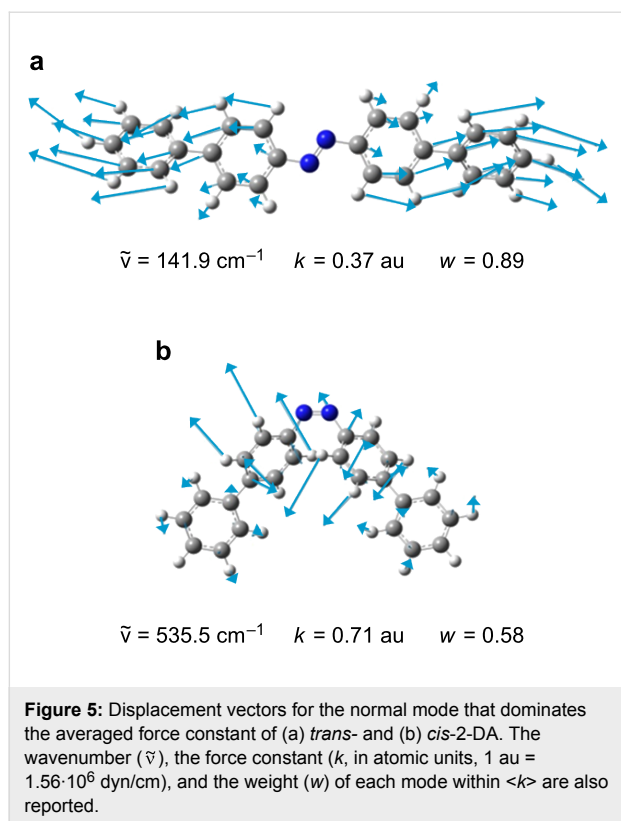 a
ṽ = 141.9 cm⁻¹ k = 0.37 au w = 0.89
b
ṽ = 535.5 cm⁻¹ k = 0.71 au w = 0.58
Figure 5: Displacement vectors for the normal mode that dominates
the averaged force constant of (a) trans- and (b) cis-2-DA. The
wavenumber (ṽ), the force constant (k, in atomic units, 1 au =
1.56·10⁶ dyn/cm), and the weight (w) of each mode within <k> are also
reported.